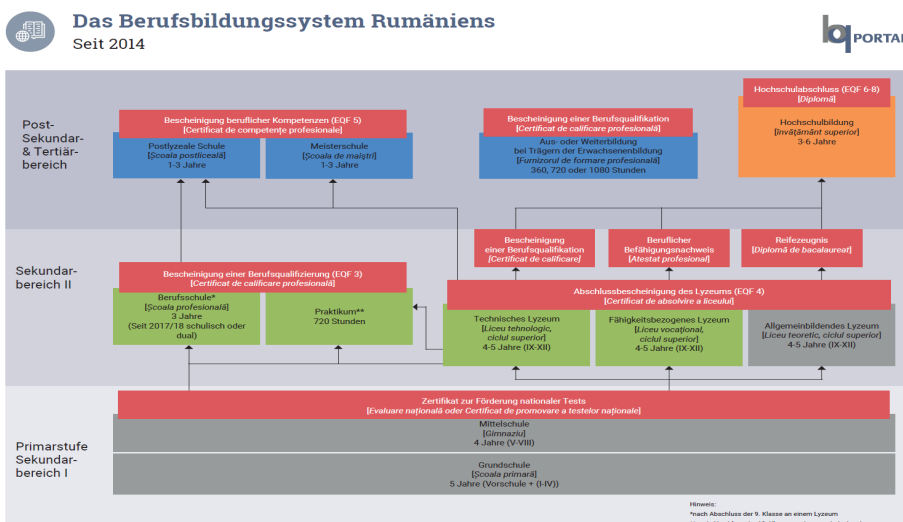 Das Berufsbildungssystem Rumäniens
Seit 2014
bq PORTAL
Post-
Sekundar-
& Tertiär-
bereich
Bescheinigung beruflicher Kompetenzen (EQF 5)
[Certificat de competențe profesionale]
Postlyzeale Schule
[Școala postliceală]
1-3 Jahre
Meisterschule
[Școala de maiștri]
1-3 Jahre
Bescheinigung einer Berufsqualifikation
[Certificat de calificare profesională]
Aus- oder Weiterbildung
bei Trägern der Erwachsenenbildung
[Furnizorul de formare profesională]
360, 720 oder 1080 Stunden
Hochschulabschluss (EQF 6-8)
[Diplomă]
Hochschulbildung
[învățământ superior]
3-6 Jahre
Sekundar-
bereich II
Bescheinigung einer Berufsqualifizierung (EQF 3)
[Certificat de calificare profesională]
Berufsschule*
[Școala profesională]
3 Jahre
(Seit 2017/18 schulisch oder
dual)
Praktikum**
720 Stunden
Bescheinigung
einer Berufsqualifikation
[Certificat de calificare]
Beruflicher
Befähigungsnachweis
[Atestat profesional]
Reifezeugnis
[Diplomă de bacalaureat]
Abschlussbescheinigung des Lyzeums (EQF 4)
[Certificat de absolvire a liceului]
Technisches Lyzeum
[Liceu tehnologic,
ciclul superior]
4-5 Jahre (IX-XII)
Fähigkeitsbezogenes Lyzeum
[Liceu vocațional,
ciclul superior]
4-5 Jahre (IX-XII)
Allgemeinbildendes Lyzeum
[Liceu teoretic, ciclul superior]
4-5 Jahre (IX-XII)
Primarstufe
Sekundar-
bereich I
Zertifikat zur Förderung nationaler Tests
[Evaluare națională oder Certificat de promovare a testelor naționale]
Mittelschule
[Gimnaziu]
4 Jahre (V-VIII)
Grundschule
[Școala primară]
5 Jahre (Vorschule + (I-IV))
Hinweis:
*nach Abschluss der 9. Klasse an einem Lyzeum